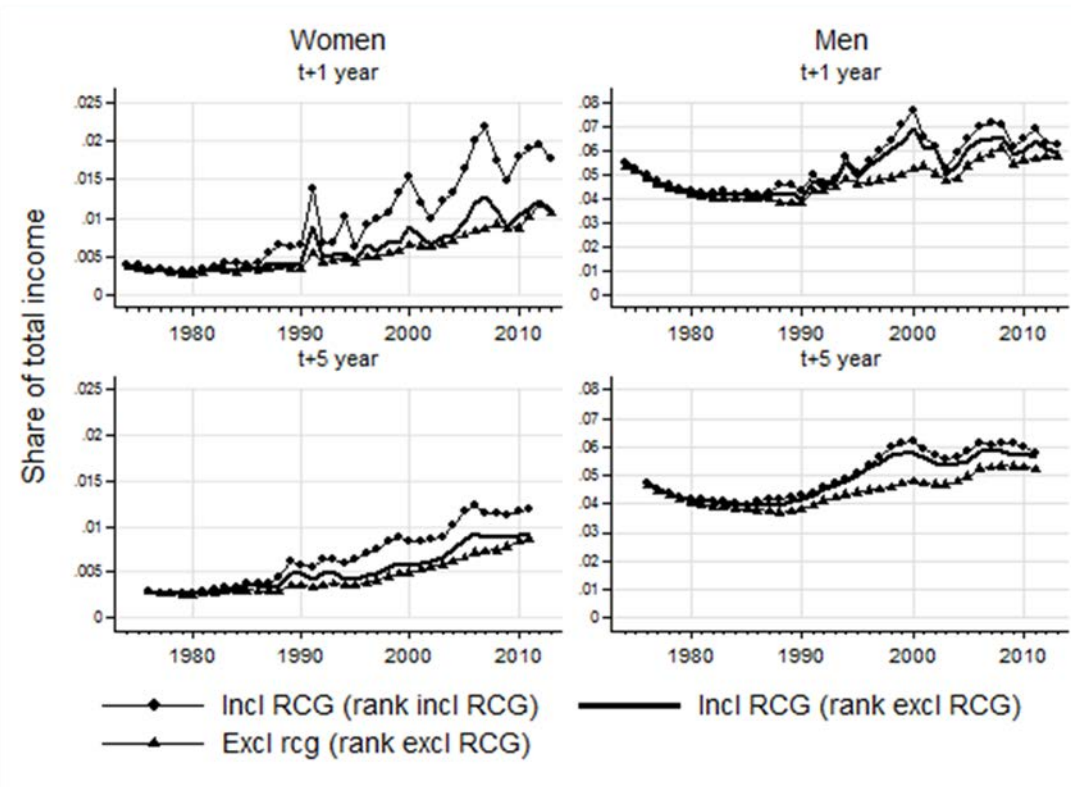 Women
t+1 year
Men
t+1 year
Share of total income
.025
.02
.015
.01
.005
0
1980 1990 2000 2010
.08
.07
.06
.05
.04
.03
.02
.01
0
1980 1990 2000 2010
t+5 year
t+5 year
.025
.02
.015
.01
.005
0
1980 1990 2000 2010
.08
.07
.06
.05
.04
.03
.02
.01
0
1980 1990 2000 2010
Incl RCG (rank incl RCG)
Incl RCG (rank excl RCG)
Excl rcg (rank excl RCG)